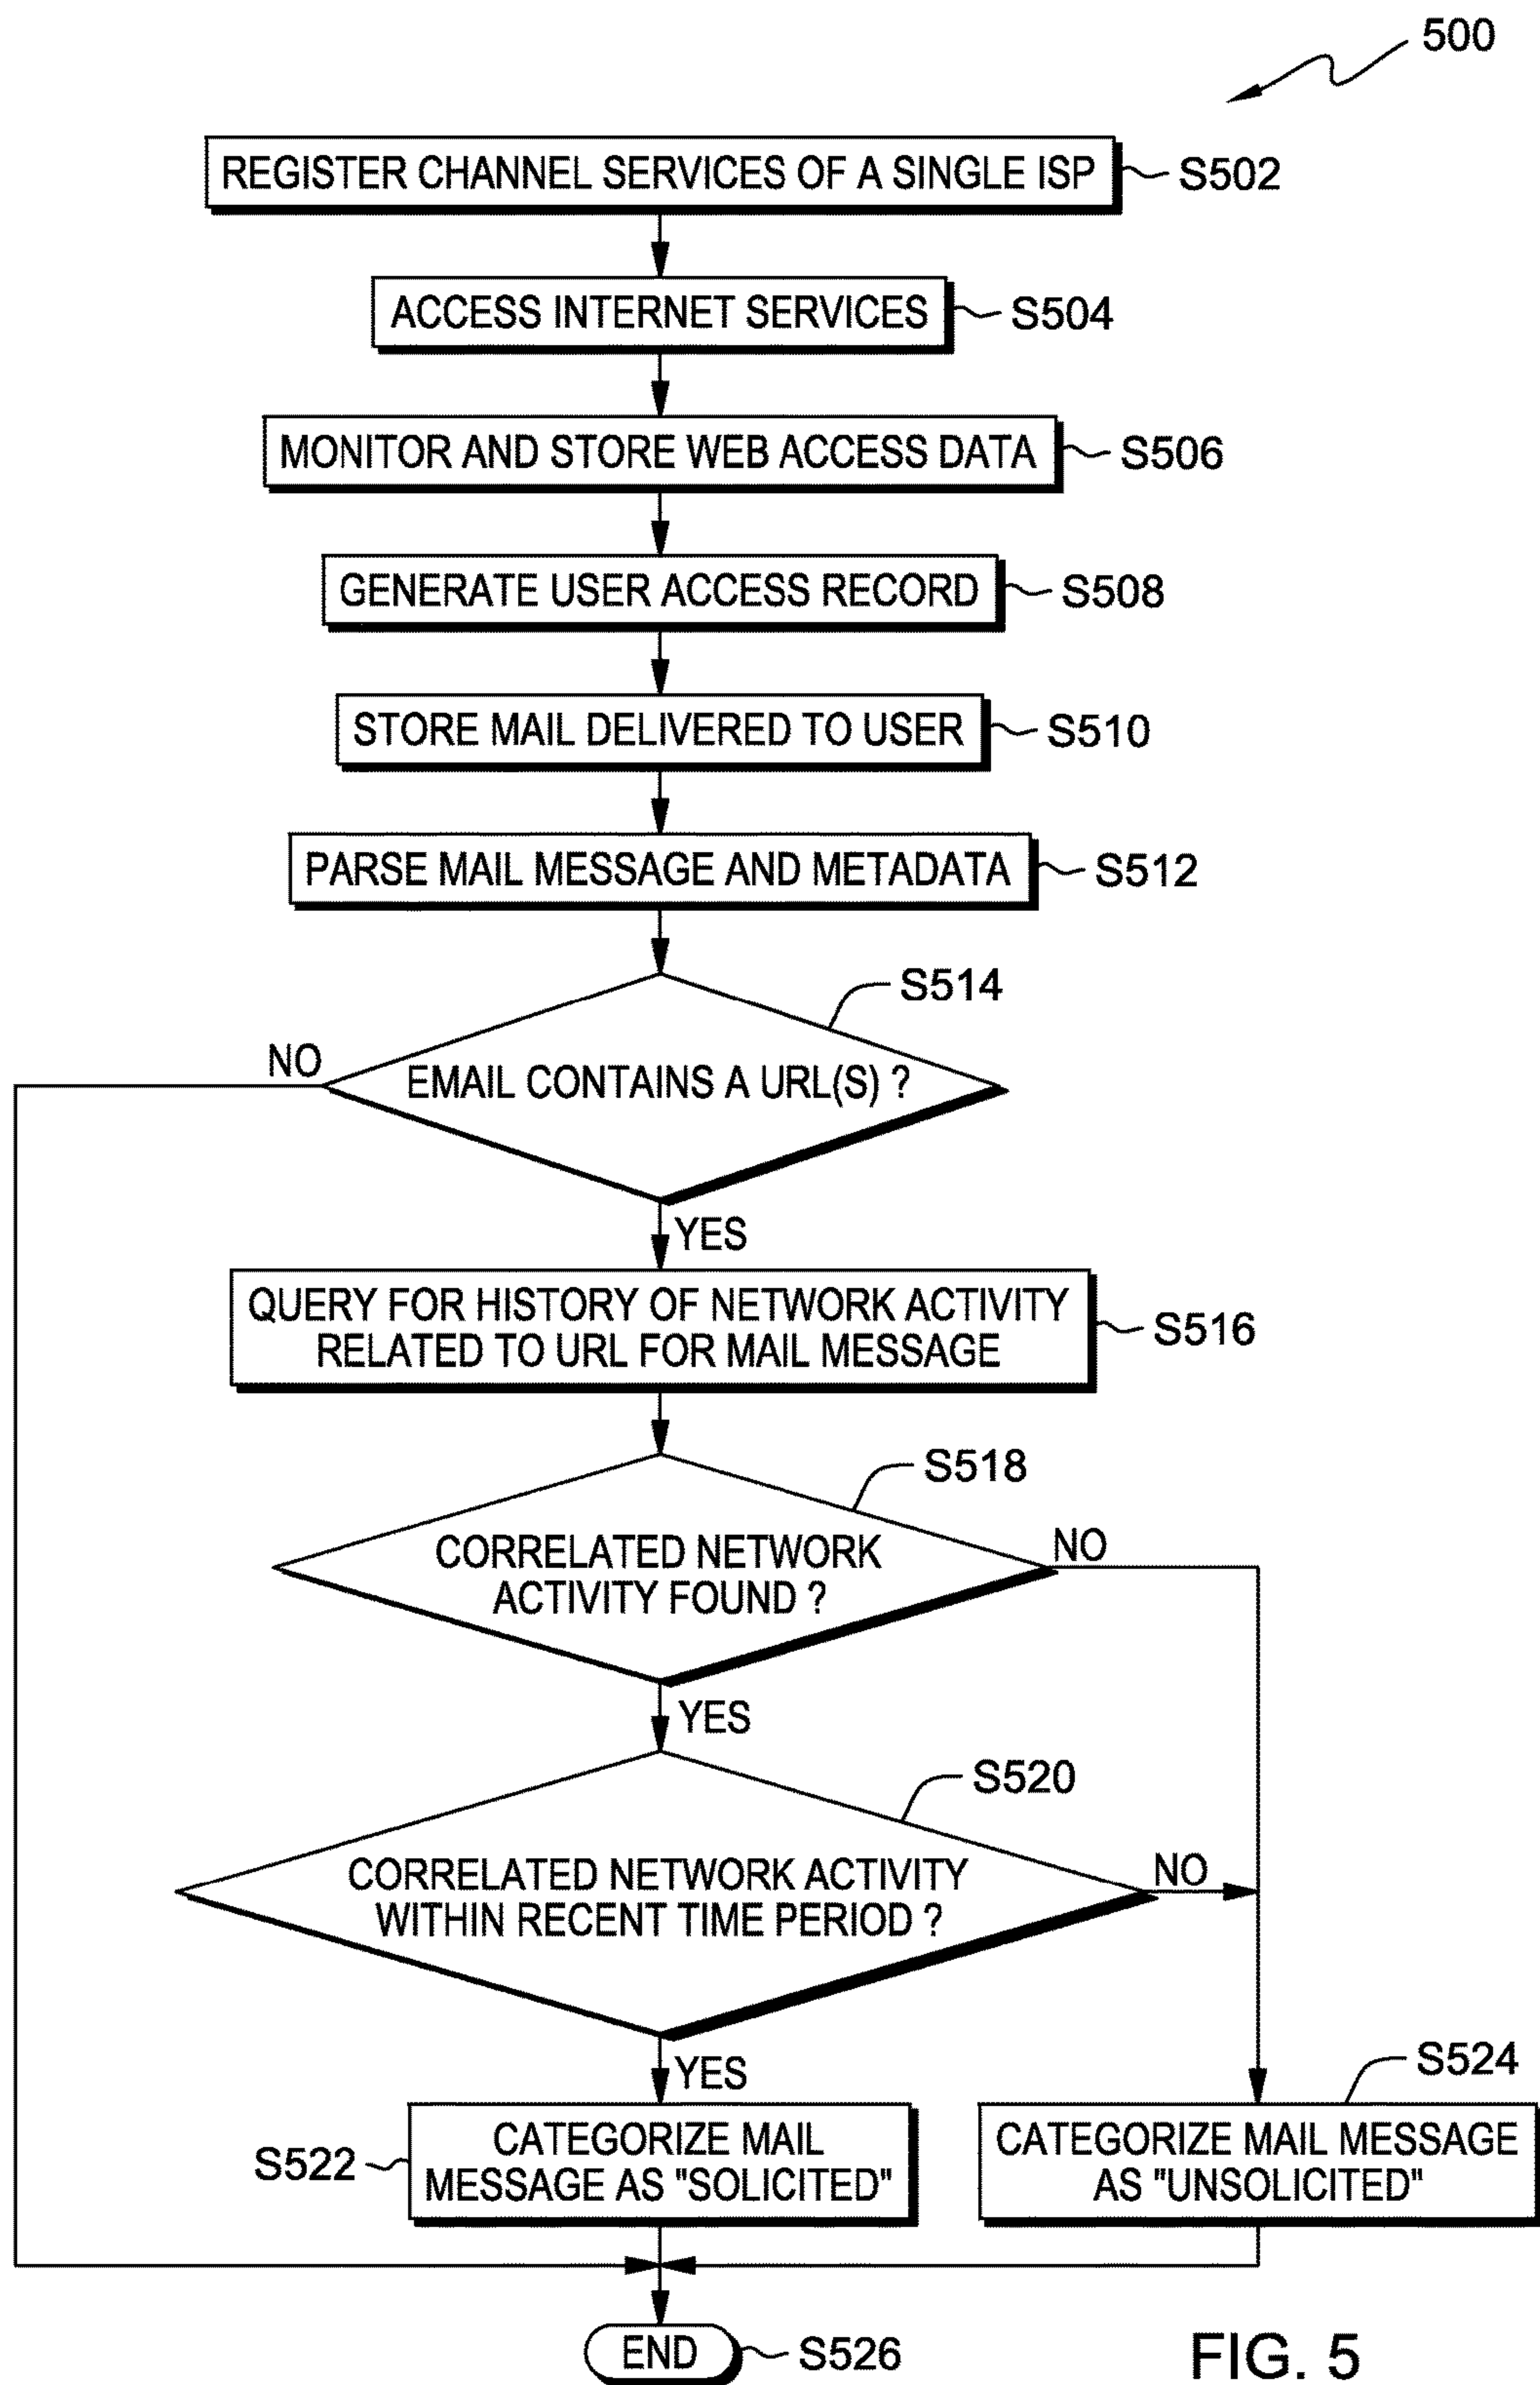 500
REGISTER CHANNEL SERVICES OF A SINGLE ISP
S502
ACCESS INTERNET SERVICES
S504
MONITOR AND STORE WEB ACCESS DATA
S506
GENERATE USER ACCESS RECORD
S508
STORE MAIL DELIVERED TO USER
S510
PARSE MAIL MESSAGE AND METADATA
S512
S514
NO
EMAIL CONTAINS A URL(S) ?
YES
QUERY FOR HISTORY OF NETWORK ACTIVITY
RELATED TO URL FOR MAIL MESSAGE
S516
S518
CORRELATED NETWORK
ACTIVITY FOUND ?
NO
YES
S520
CORRELATED NETWORK ACTIVITY
WITHIN RECENT TIME PERIOD ?
NO
YES
S524
S522
CATEGORIZE MAIL
MESSAGE AS "SOLICITED"
CATEGORIZE MAIL MESSAGE
AS "UNSOLICITED"
END
S526
FIG. 5